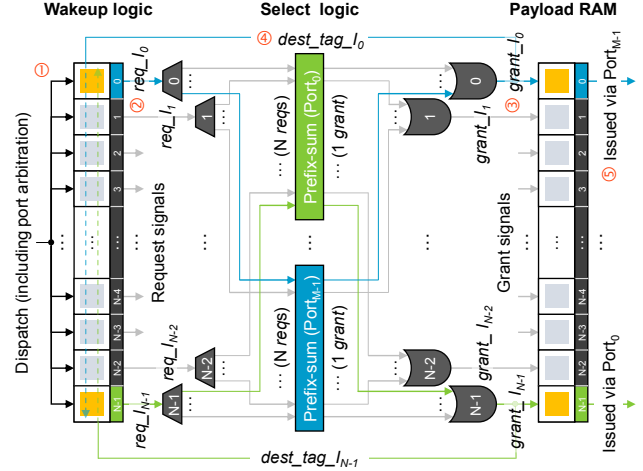 Wakeup logic
Select logic
Payload RAM
④
dest_tag_I0
①
req_I0
grant_I0
②
req_I1
grant_I1
③
0
1
2
3
...
N-4
N-3
N-2
N-1
Dispatch (including port arbitration)
Request signals
0
1
N-2
N-1
...
... (N reqs)
Prefix-sum (Port0)
... (1 grant)
... (N reqs)
Prefix-sum (PortM-1)
... (1 grant)
0
1
N-2
N-1
Grant signals
0
1
2
3
...
N-4
N-3
N-2
N-1
Issued via PortM-1
⑤
Issued via Port0
req_IN-2
grant_IN-2
req_IN-1
grant_IN-1
dest_tag_IN-1